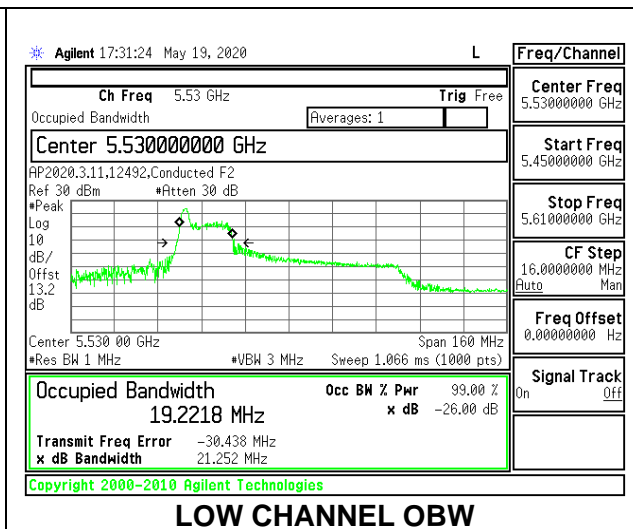 Agilent 17:31:24 May 19, 2020 L
Freq/Channel
Ch Freq 5.53 GHz Trig Free
Occupied Bandwidth Averages: 1
Center 5.530000000 GHz
AP2020.3.11,12492,Conducted F2
Ref 30 dBm #Atten 30 dB
#Peak
Log
10
dB/
Offst
13.2
dB
Center 5.530 00 GHz Span 160 MHz
#Res BW 1 MHz #VBW 3 MHz Sweep 1.066 ms (1000 pts)
Occupied Bandwidth Occ BW % Pwr 99.00 %
19.2218 MHz x dB -26.00 dB
Transmit Freq Error -30.438 MHz
x dB Bandwidth 21.252 MHz
Copyright 2000-2010 Agilent Technologies
Center Freq
5.53000000 GHz
Start Freq
5.45000000 GHz
Stop Freq
5.61000000 GHz
CF Step
16.0000000 MHz
Auto Man
Freq Offset
0.00000000 Hz
Signal Track
On Off
LOW CHANNEL OBW